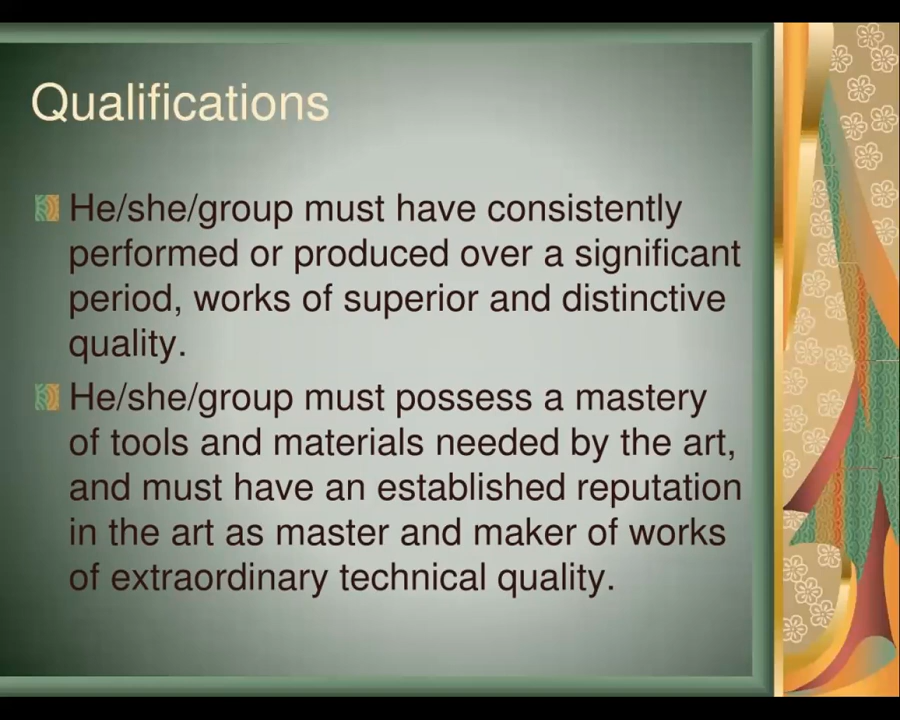 Qualifications
He/she/group must have consistently
performed or produced over a significant
period, works of superior and distinctive
quality.
He/she/group must possess a mastery
of tools and materials needed by the art,
and must have an established reputation
in the art as master and maker of works
of extraordinary technical quality.